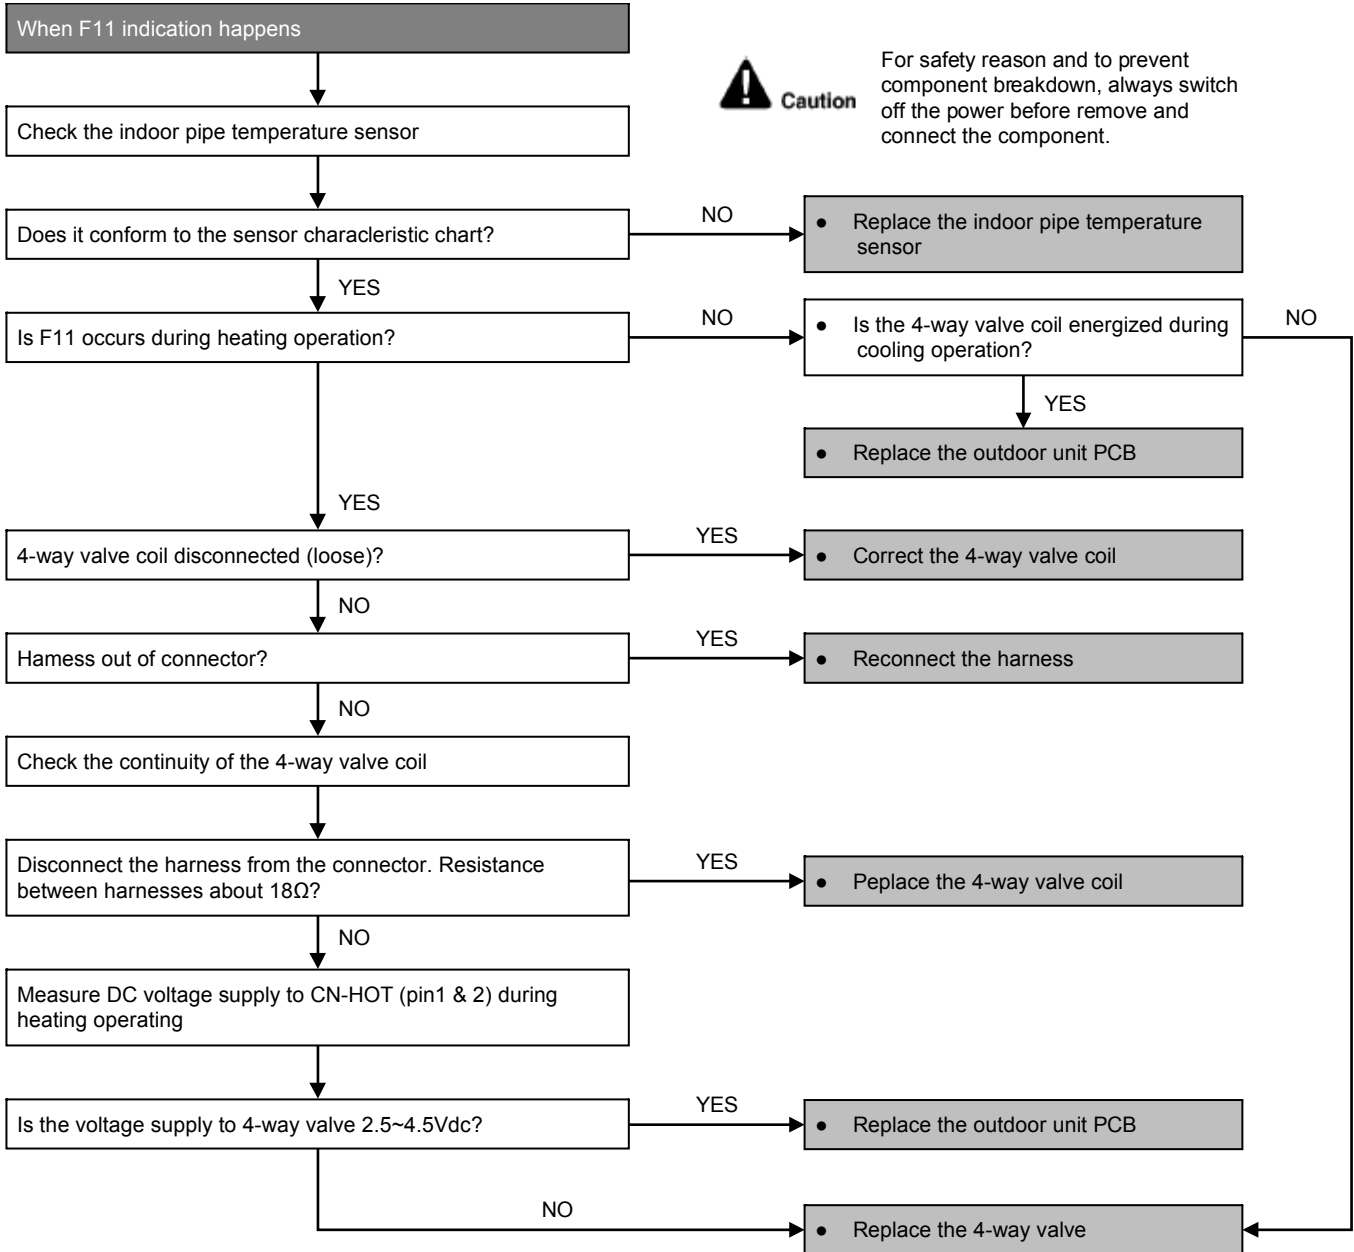 When F11 indication happens
Caution
For safety reason and to prevent
component breakdown, always switch
off the power before remove and
connect the component.
Check the indoor pipe temperature sensor
Does it conform to the sensor characleristic chart?
NO
● Replace the indoor pipe temperature
sensor
YES
Is F11 occurs during heating operation?
NO
● Is the 4-way valve coil energized during
cooling operation?
NO
YES
● Replace the outdoor unit PCB
YES
4-way valve coil disconnected (loose)?
YES
● Correct the 4-way valve coil
NO
Hamess out of connector?
YES
● Reconnect the harness
NO
Check the continuity of the 4-way valve coil
Disconnect the harness from the connector. Resistance
between harnesses about 18Ω?
YES
● Peplace the 4-way valve coil
NO
Measure DC voltage supply to CN-HOT (pin1 & 2) during
heating operating
Is the voltage supply to 4-way valve 2.5~4.5Vdc?
YES
● Replace the outdoor unit PCB
NO
● Replace the 4-way valve